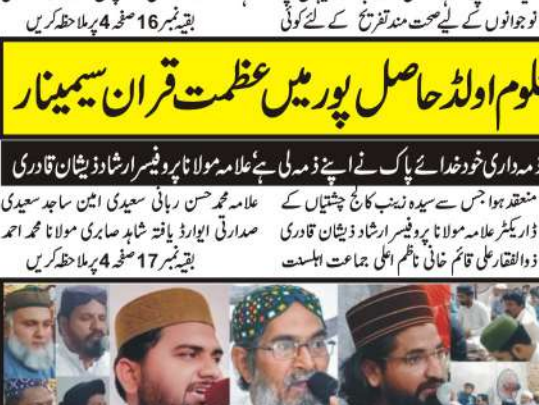 نوجوانوں کے لیے صحت مند تفریح کے لئے کوئی
بقیہ نمبر 16 صفحہ 4 پر ملاحظہ کریں
لوم اولڈ حاصل پور میں عظمت قران سیمینار
ذمہ داری خود خدائے پاک نے اپنے ذمہ لی ہے علامہ مولانا پروفیسر ارشاد ذیشان قادری
منعقد ہوا جس سے سیدہ زینب کالج چشتیاں کے
ڈاریکٹر علامہ مولانا پروفیسر ارشاد ذیشان قادری
ذوالفقار علی قائم خانی ناظم اعلی جماعت اہلسنت
علامہ محمد حسن ربانی سعیدی امین ساجد سعیدی
صدارتی ایوارڈ یافتہ شاہد صابری مولانا محمد احمد
بقیہ نمبر 17 صفحہ 4 پر ملاحظہ کریں